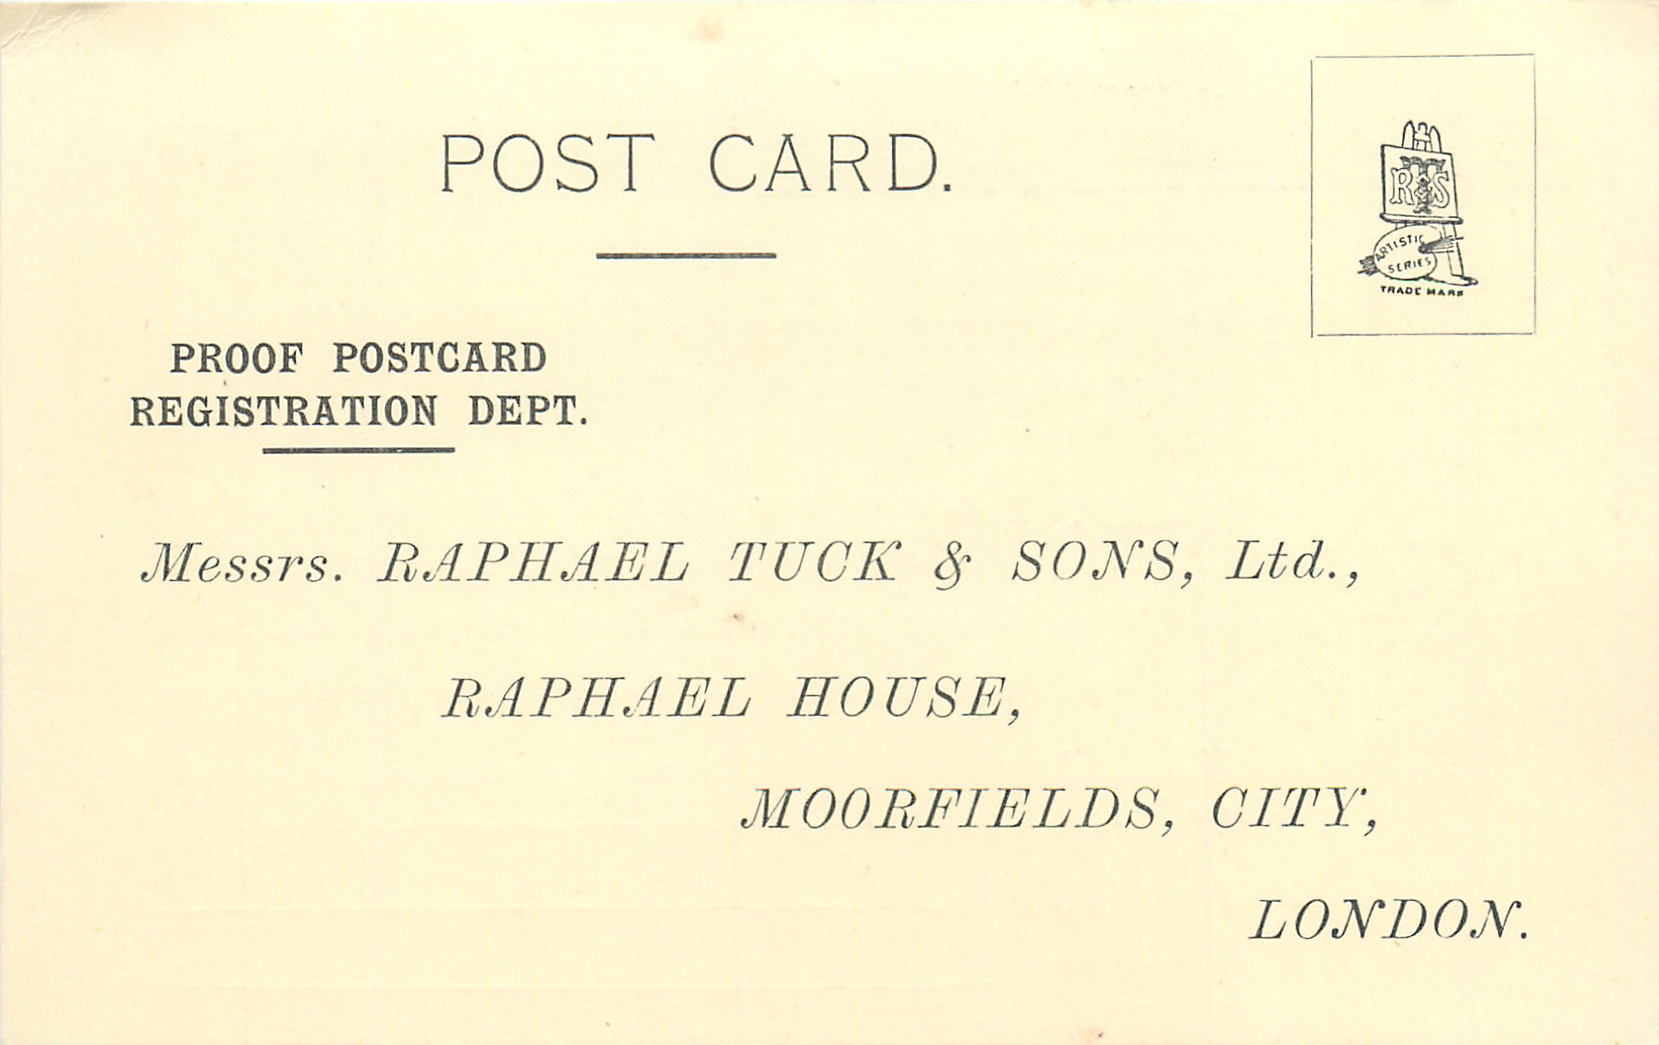 POST CARD.
RT&S
ARTISTIC
SERIES
TRADE MARK
PROOF POSTCARD
REGISTRATION DEPT.
Messrs. RAPHAEL TUCK & SONS, Ltd.,
RAPHAEL HOUSE,
MOORFIELDS, CITY,
LONDON.